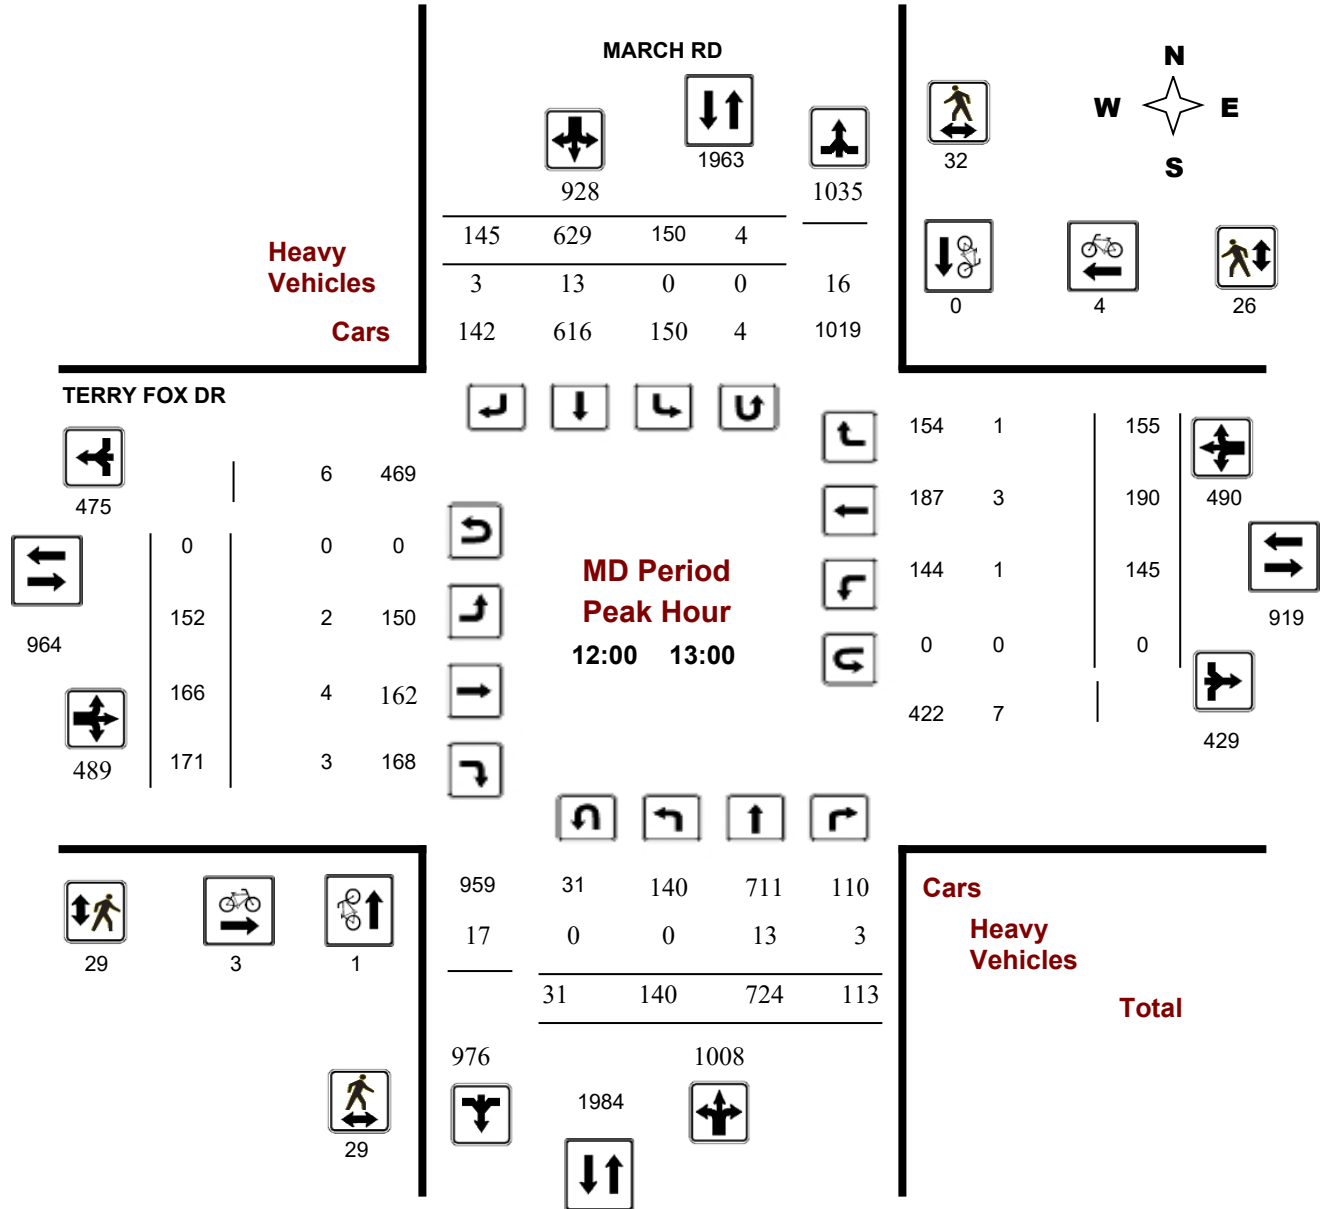 MARCH RD
N
W E
S
1963
32
928
1035
145 629 150 4
Heavy
Vehicles
3 13 0 0 16
Cars
142 616 150 4 1019
0 4 26
TERRY FOX DR
154 1 155
6 469
475
187 3 190 490
0 0 0
MD Period
144 1 145
Peak Hour
152 2 150
919
964
12:00 13:00
0 0 0
166 4 162
422 7
429
489 171 3 168
959 31 140 711 110
Cars
17 0 0 13 3
Heavy
Vehicles
29 3 1
31 140 724 113
Total
976 1008
1984
29